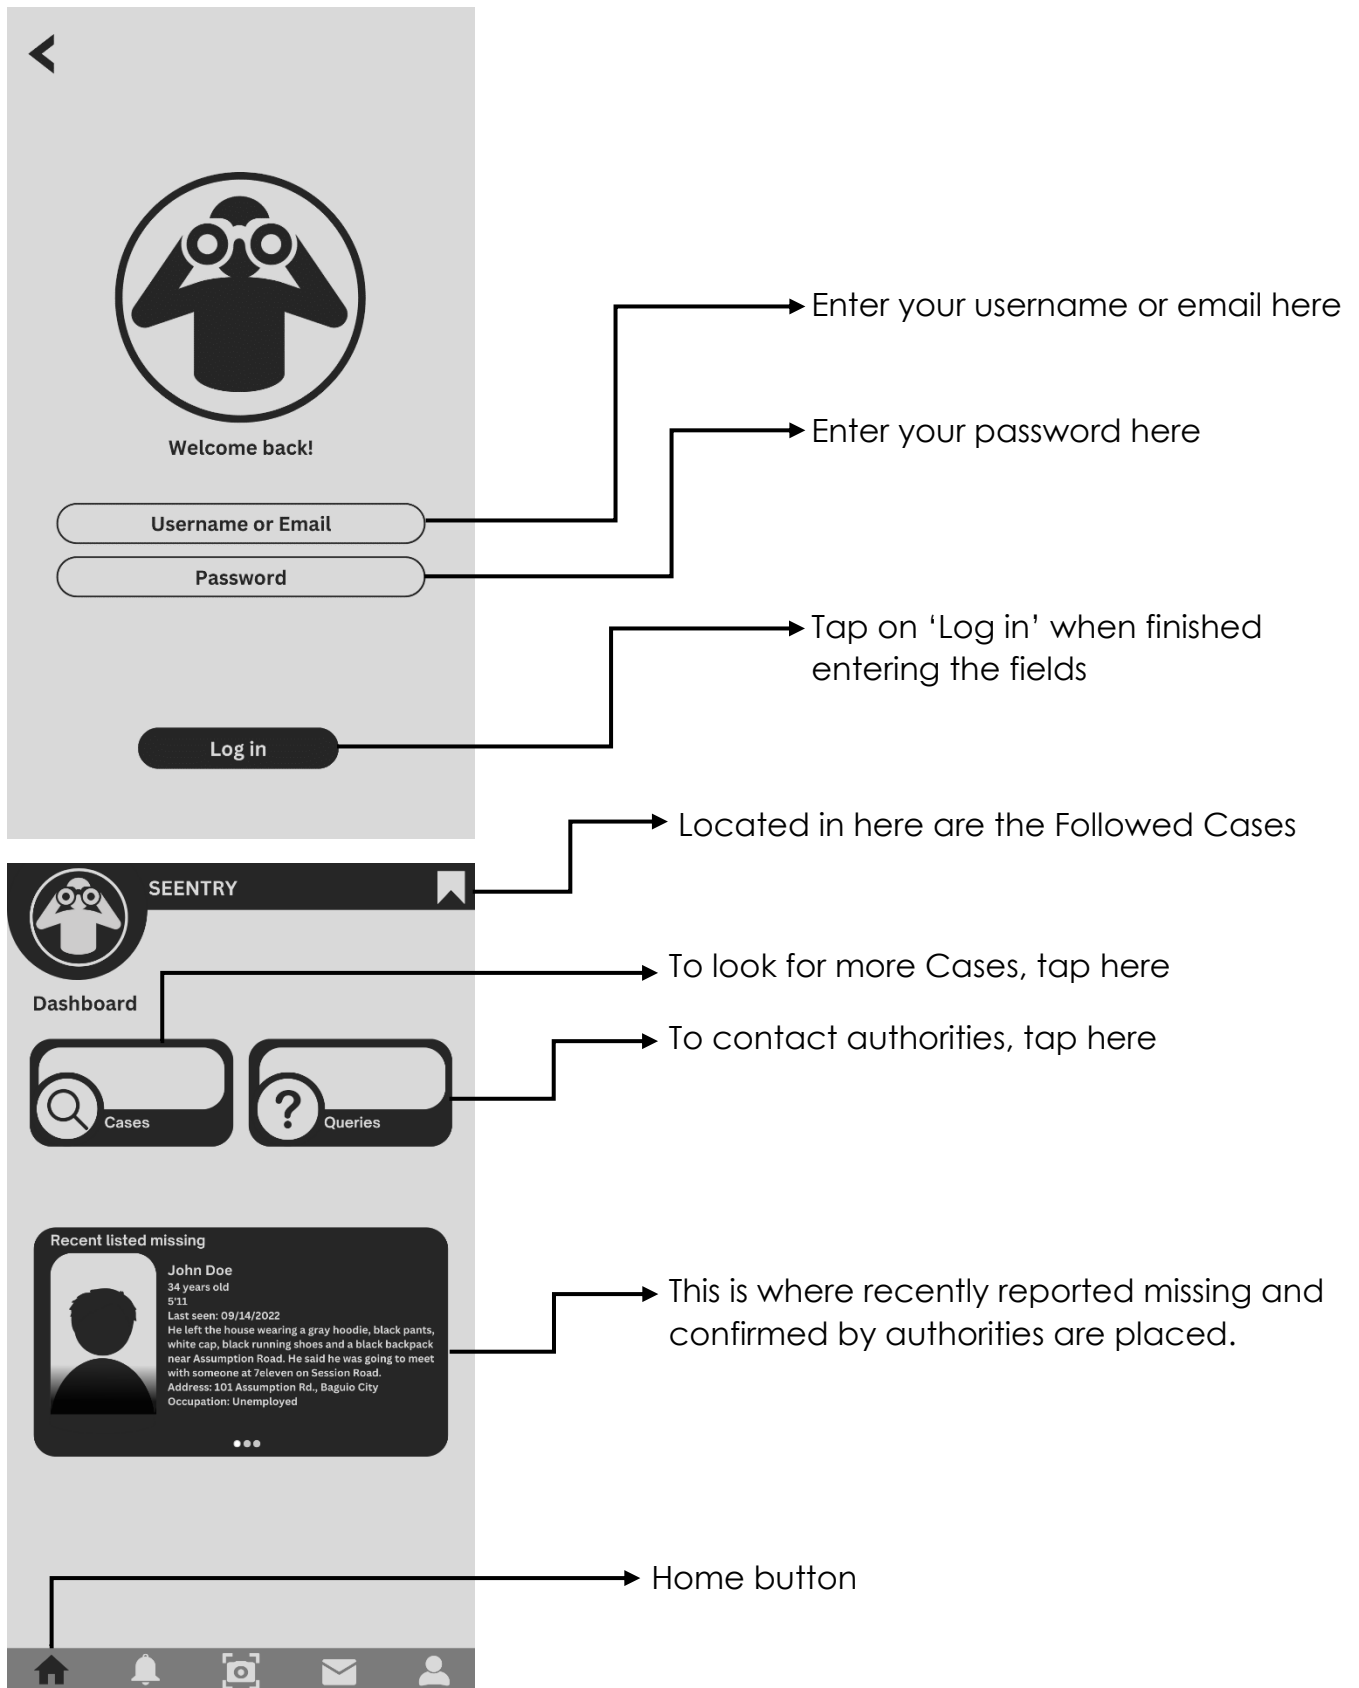 Enter your username or email here
Welcome back!
Enter your password here
Username or Email
Password
Tap on ‘Log in’ when finished
entering the fields
Log in
Located in here are the Followed Cases
SEENTRY
To look for more Cases, tap here
Dashboard
To contact authorities, tap here
Cases
Queries
Recent listed missing
John Doe
34 years old
5'11
Last seen: 09/14/2022
He left the house wearing a gray hoodie, black pants,
white cap, black running shoes and a black backpack
near Assumption Road. He said he was going to meet
with someone at 7eleven on Session Road.
Address: 101 Assumption Rd., Baguio City
Occupation: Unemployed
This is where recently reported missing and
confirmed by authorities are placed.
Home button